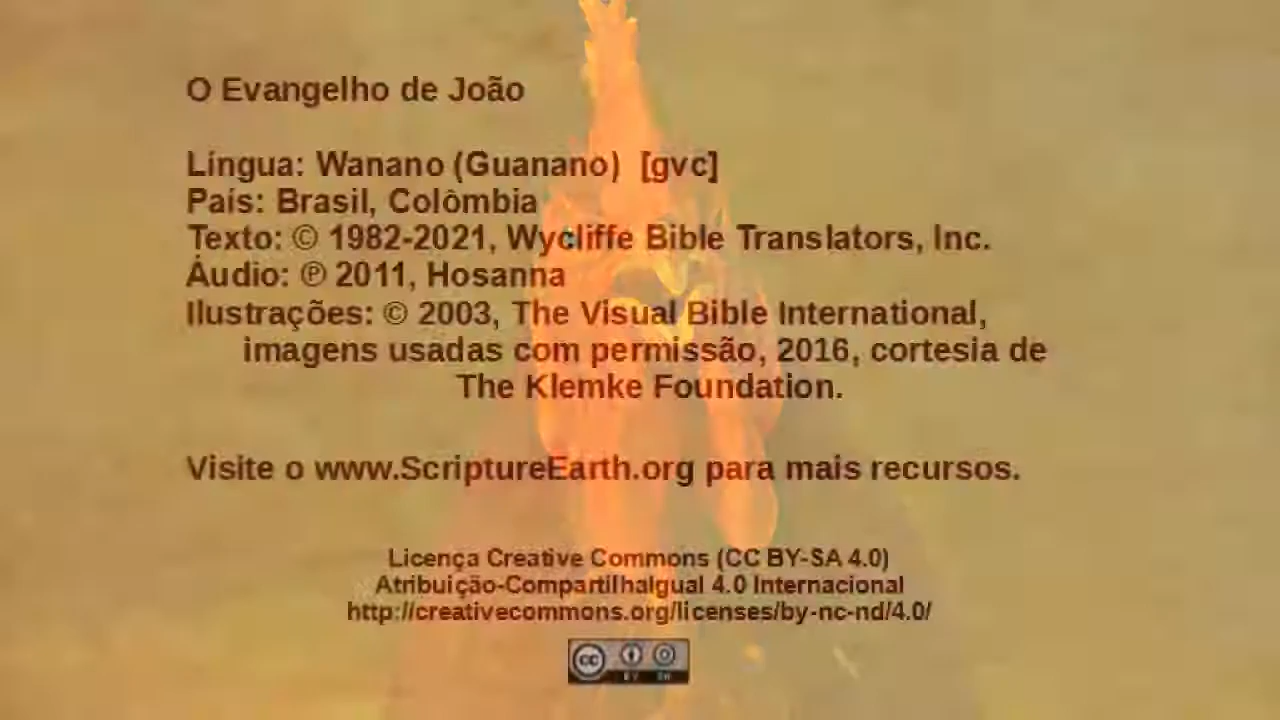 O Evangelho de João
Língua: Wanano (Guanano) [gvc]
País: Brasil, Colômbia
Texto: © 1982-2021, Wycliffe Bible Translators, Inc.
Áudio: ℗ 2011, Hosanna
Ilustrações: © 2003, The Visual Bible International,
imagens usadas com permissão, 2016, cortesia de
The Klemke Foundation.
Visite o www.ScriptureEarth.org para mais recursos.
Licença Creative Commons (CC BY-SA 4.0)
Atribuição-CompartilhaIgual 4.0 Internacional
http://creativecommons.org/licenses/by-nc-nd/4.0/
cc BY SA